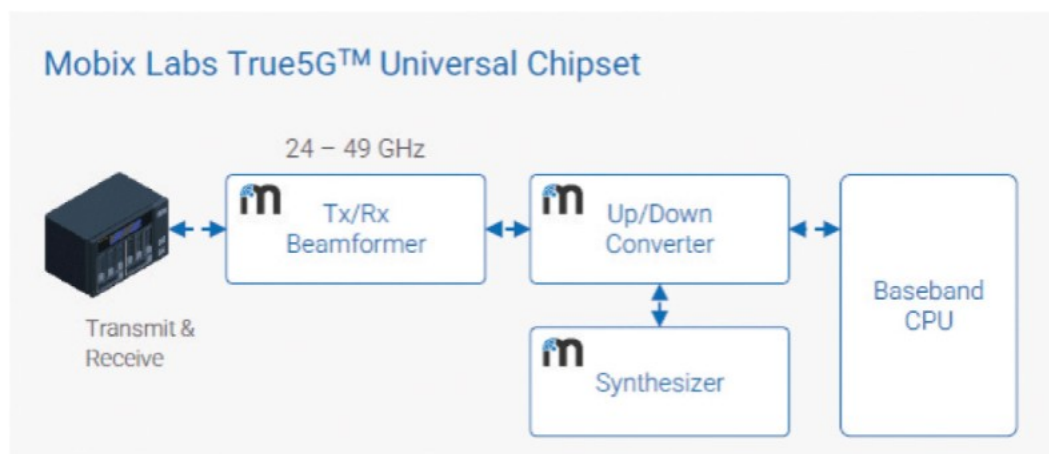 Mobix Labs True5G™ Universal Chipset
24 – 49 GHz
m
Tx/Rx
Beamformer
m
Up/Down
Converter
Baseband
CPU
Transmit &
Receive
m
Synthesizer